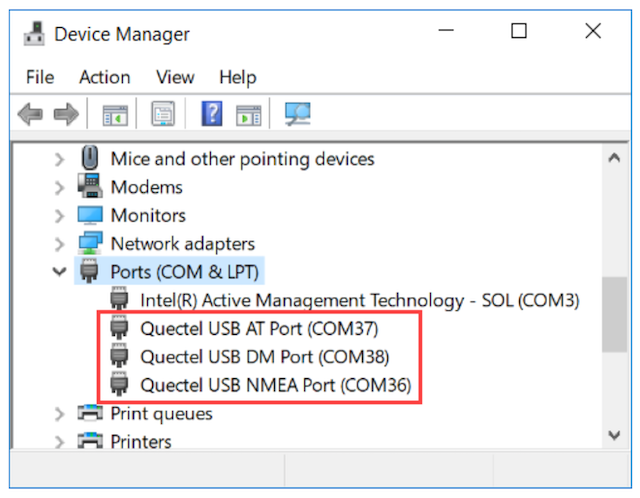 Device Manager
File Action View Help
Mice and other pointing devices
Modems
Monitors
Network adapters
Ports (COM & LPT)
Intel(R) Active Management Technology - SOL (COM3)
Quectel USB AT Port (COM37)
Quectel USB DM Port (COM38)
Quectel USB NMEA Port (COM36)
Print queues
Printers